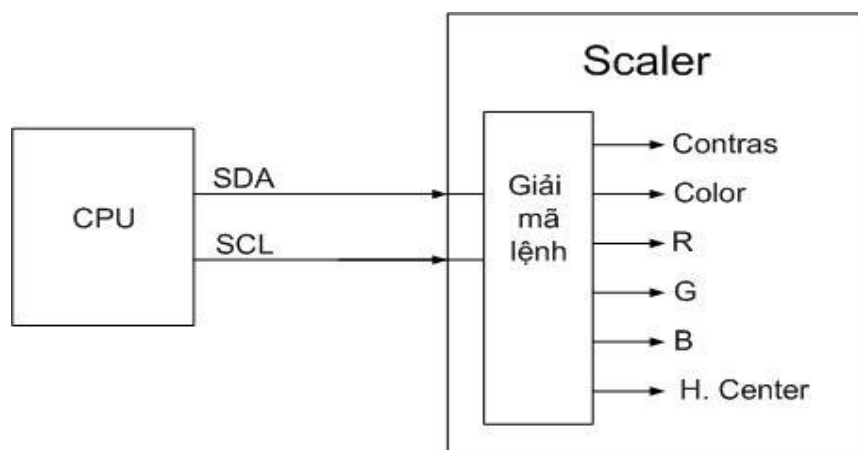 Scaler
CPU
SDA
SCL
Giải
mã
lệnh
Contras
Color
R
G
B
H. Center